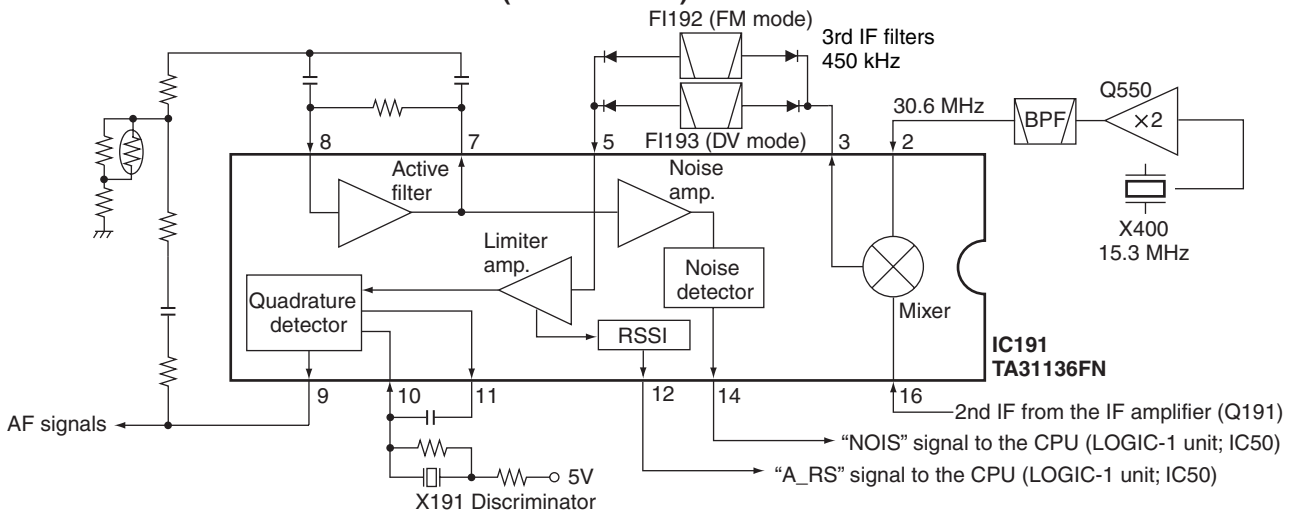 FI192 (FM mode)
3rd IF filters
450 kHz
FI193 (DV mode)
30.6 MHz
BPF
Q550
×2
X400
15.3 MHz
8
7
5
3
2
Active
filter
Noise
amp.
Limiter
amp.
Noise
detector
Mixer
Quadrature
detector
RSSI
IC191
TA31136FN
9
10
11
12
14
16
AF signals
2nd IF from the IF amplifier (Q191)
“NOIS” signal to the CPU (LOGIC-1 unit; IC50)
“A_RS” signal to the CPU (LOGIC-1 unit; IC50)
5V
X191 Discriminator